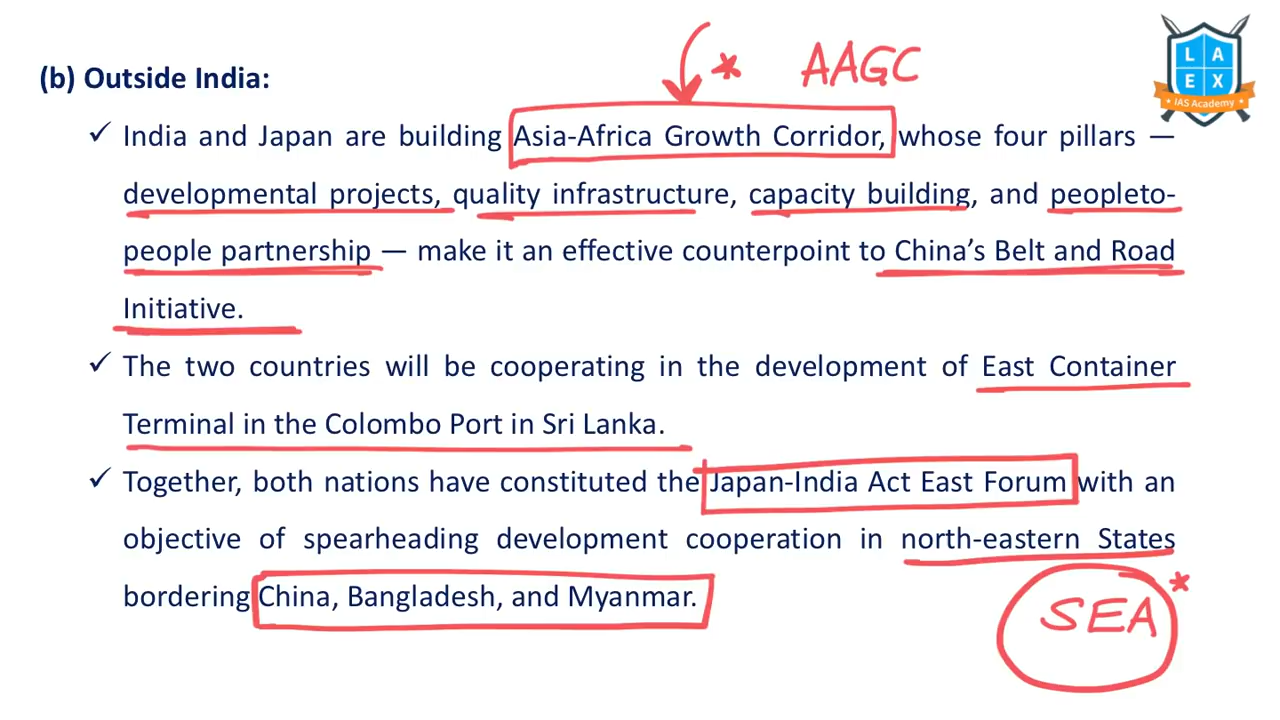 AAGC
L A
E X
IAS Academy
(b) Outside India:
✓ India and Japan are building Asia-Africa Growth Corridor, whose four pillars —
developmental projects, quality infrastructure, capacity building, and peopleto-
people partnership — make it an effective counterpoint to China’s Belt and Road
Initiative.
✓ The two countries will be cooperating in the development of East Container
Terminal in the Colombo Port in Sri Lanka.
✓ Together, both nations have constituted the Japan-India Act East Forum with an
objective of spearheading development cooperation in north-eastern States
bordering China, Bangladesh, and Myanmar.
SEA